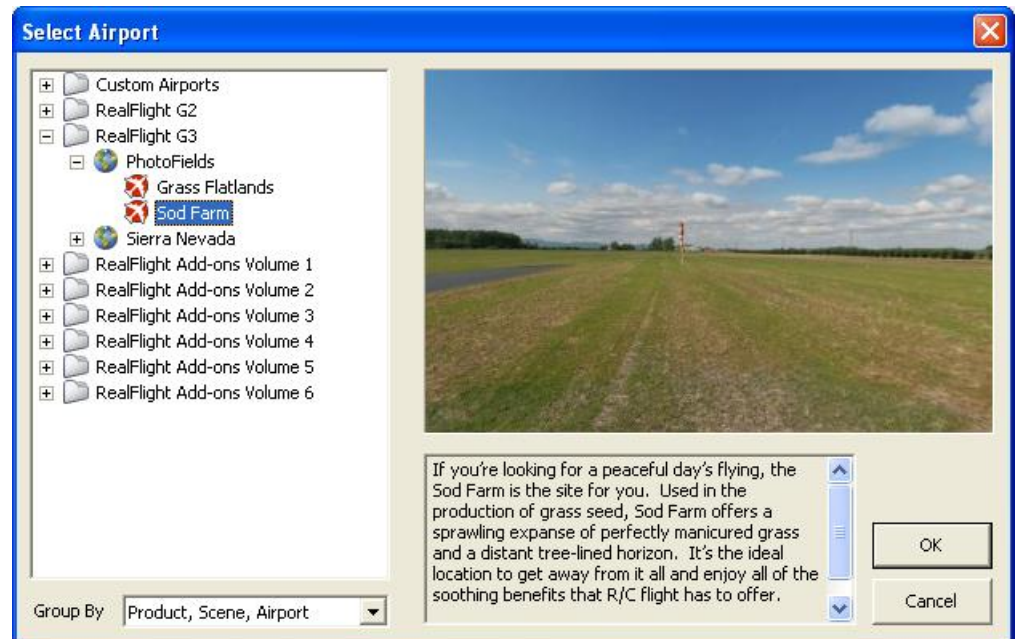 Select Airport
Custom Airports
RealFlight G2
RealFlight G3
PhotoFields
Grass Flatlands
Sod Farm
Sierra Nevada
RealFlight Add-ons Volume 1
RealFlight Add-ons Volume 2
RealFlight Add-ons Volume 3
RealFlight Add-ons Volume 4
RealFlight Add-ons Volume 5
RealFlight Add-ons Volume 6
Group By
Product, Scene, Airport
If you're looking for a peaceful day's flying, the
Sod Farm is the site for you.  Used in the
production of grass seed, Sod Farm offers a
sprawling expanse of perfectly manicured grass
and a distant tree-lined horizon.  It's the ideal
location to get away from it all and enjoy all of the
soothing benefits that R/C flight has to offer.
OK
Cancel